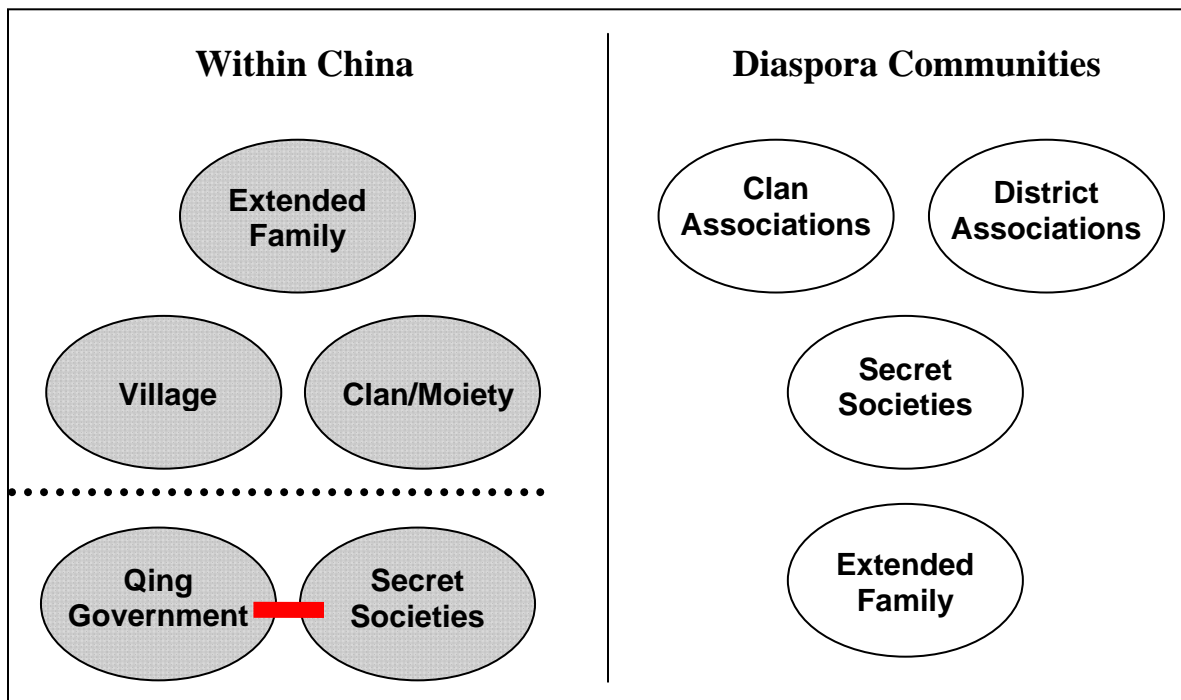 Within China
Extended
Family
Village
Clan/Moiety
Qing
Government
Secret
Societies
Diaspora Communities
Clan
Associations
District
Associations
Secret
Societies
Extended
Family